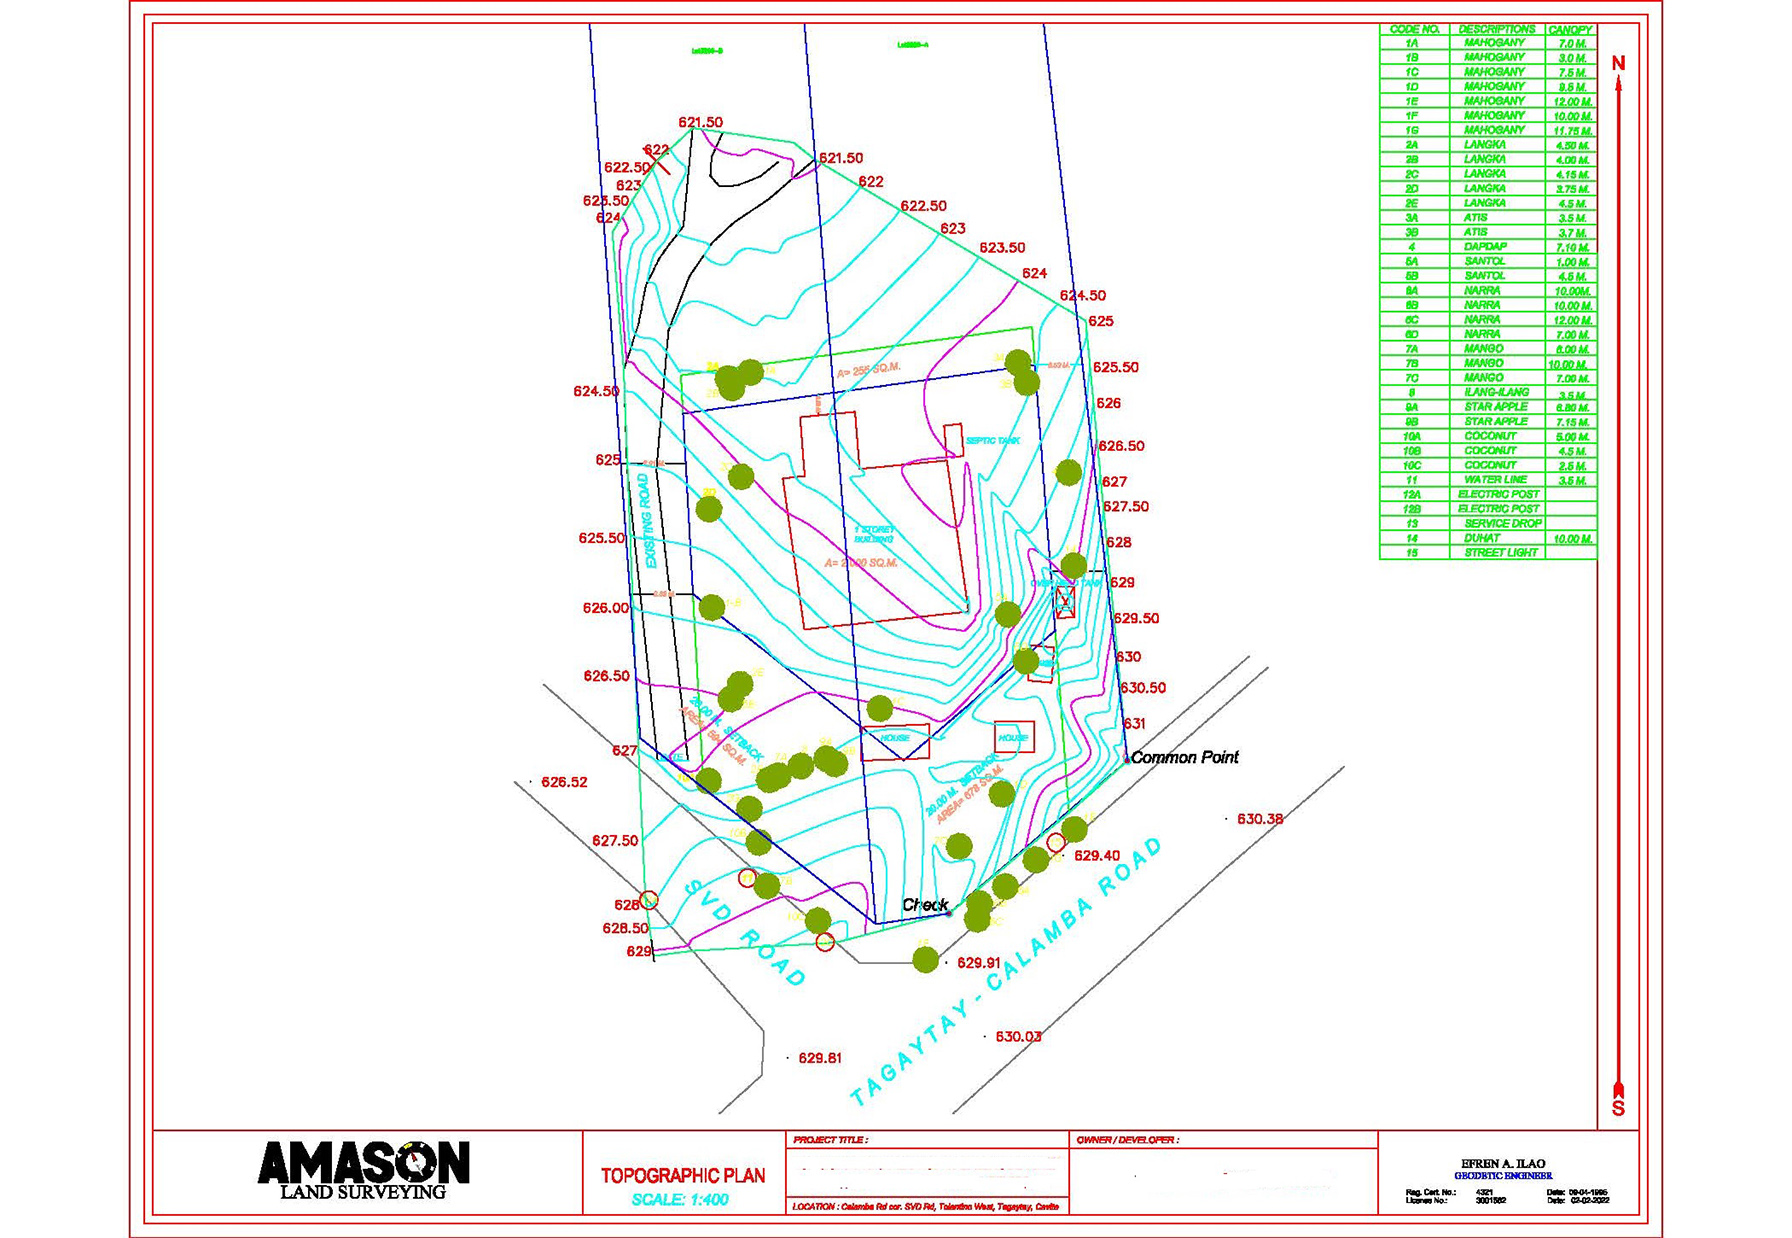 CODE NO. DESCRIPTIONS CANOPY
1A MAHOGANY 7.0 M.
1B MAHOGANY 3.0 M.
1C MAHOGANY 7.5 M.
1D MAHOGANY 9.5 M.
1E MAHOGANY 12.00 M.
1F MAHOGANY 10.00 M.
1G MAHOGANY 11.75 M.
2A LANGKA 4.50 M.
2B LANGKA 4.00 M.
2C LANGKA 4.15 M.
2D LANGKA 3.75 M.
2E LANGKA 4.5 M.
3A ATIS 3.5 M.
3B ATIS 3.7 M.
4 DAPDAP 7.10 M.
5A SANTOL 1.00 M.
5B SANTOL 4.5 M.
6A NARRA 10.00M.
6B NARRA 10.00 M.
6C NARRA 12.00 M.
6D NARRA 7.00 M.
7A MANGO 6.00 M.
7B MANGO 10.00 M.
7C MANGO 7.00 M.
8 ILANG-ILANG 3.5 M.
9A STAR APPLE 6.80 M.
9B STAR APPLE 7.15 M.
10A COCONUT 5.00 M.
10B COCONUT 4.5 M.
10C COCONUT 2.5 M.
11 WATER LINE 3.5 M.
12A ELECTRIC POST
12B ELECTRIC POST
13 SERVICE DROP
14 DUHAT 10.00 M.
15 STREET LIGHT
N
S
621.50
622
622.50
623
623.50
624
621.50
622
622.50
623
623.50
624
624.50
625
625.50
626
626.50
627
627.50
628
629
629.50
630
630.50
631
624.50
625
625.50
626.00
626.50
627
627.50
628
628.50
629
626.52
629.81
630.03
629.91
629.40
630.38
A= 255 SQ.M.
SEPTIC TANK
1 STOREY
BUILDING
A= 2,000 SQ.M.
EXISTING ROAD
HOUSE
HOUSE
20.00 M. SETBACK
20.00 M. SETBACK
AREA= 678 SQ.M.
Common Point
Check
SVD ROAD
TAGAYTAY - CALAMBA ROAD
AMASON
LAND SURVEYING
TOPOGRAPHIC PLAN
SCALE: 1:400
PROJECT TITLE :
LOCATION : Calamba Rd cor. SVD Rd, Tolentino West, Tagaytay, Cavite
OWNER / DEVELOPER :
EFREN A. ILAO
GEODETIC ENGINEER
Reg. Cert. No.: 4321 Date: 09-04-1995
License No.: 3001582 Date: 02-02-2022